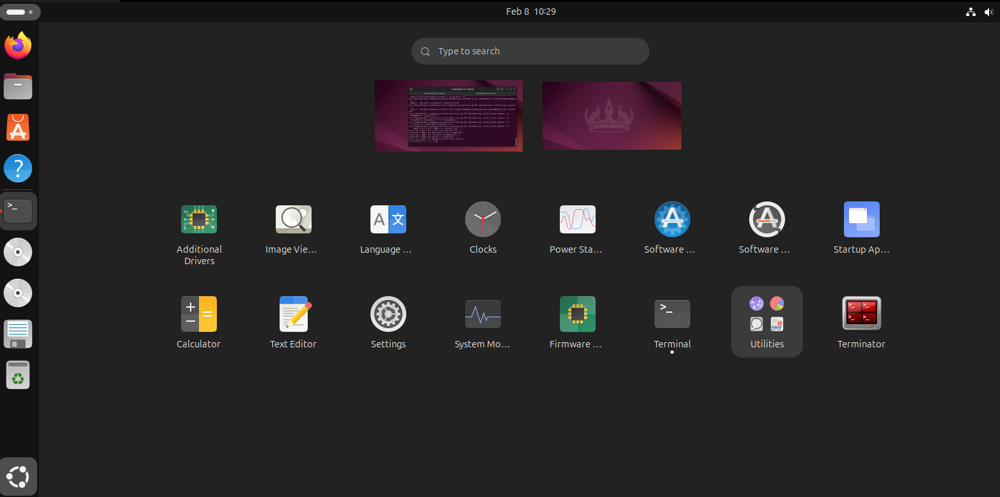 Feb 8 10:29
Type to search
Additional
Drivers
Image Vie...
Language ...
Clocks
Power Sta...
Software ...
Software ...
Startup Ap...
Calculator
Text Editor
Settings
System Mo...
Firmware ...
Terminal
Utilities
Terminator